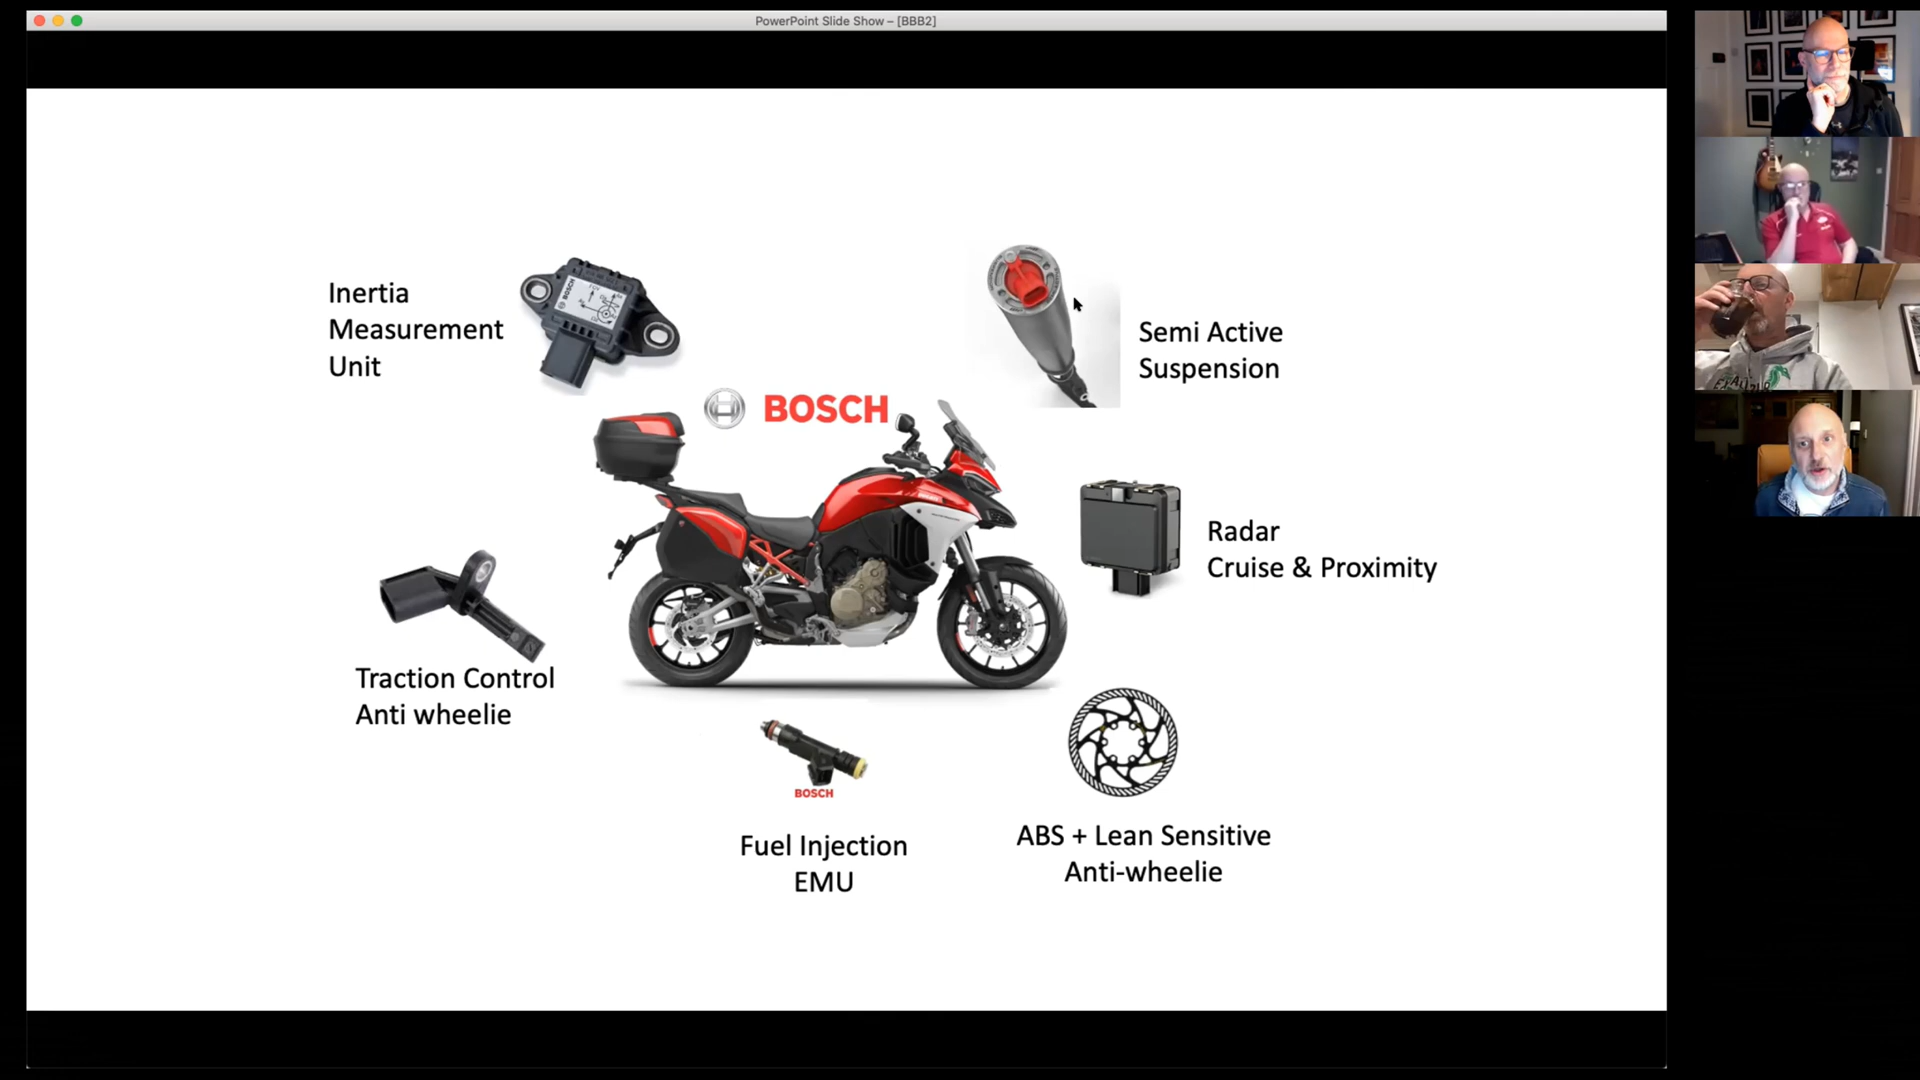 PowerPoint Slide Show – [BBB2]
Inertia
Measurement
Unit
BOSCH
Semi Active
Suspension
BOSCH
Radar
Cruise & Proximity
Traction Control
Anti wheelie
BOSCH
Fuel Injection
EMU
ABS + Lean Sensitive
Anti-wheelie